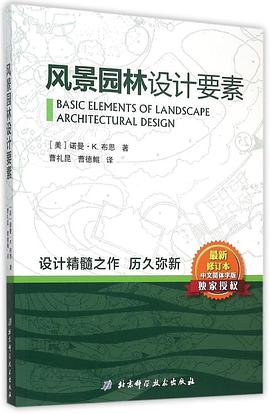 风景园林设计要素
BASIC ELEMENTS OF LANDSCAPE
ARCHITECTURAL DESIGN
［美］诺曼·K.布恩 著
曹礼昆 曹德鲲 译
设计精髓之作 历久弥新
最新
修订本
中文简体字版
独家授权
北京科学技术出版社
风景园林设计要素